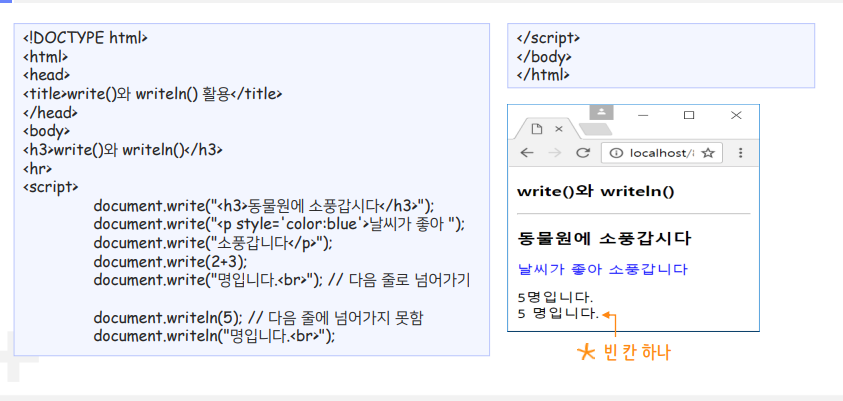 <!DOCTYPE html>
<html>
<head>
<title>write()와 writeln() 활용</title>
</head>
<body>
<h3>write()와 writeln()</h3>
<hr>
<script>
document.write("<h3>동물원에 소풍갑시다</h3>");
document.write("<p style='color:blue'>날씨가 좋아 ");
document.write("소풍갑니다</p>");
document.write(2+3);
document.write("명입니다.<br>"); // 다음 줄로 넘어가기
document.writeln(5); // 다음 줄에 넘어가지 못함
document.writeln("명입니다.<br>");
</script>
</body>
</html>
localhost/
write()와 writeln()
동물원에 소풍갑시다
날씨가 좋아 소풍갑니다
5명입니다.
5 명입니다.
빈 칸 하나